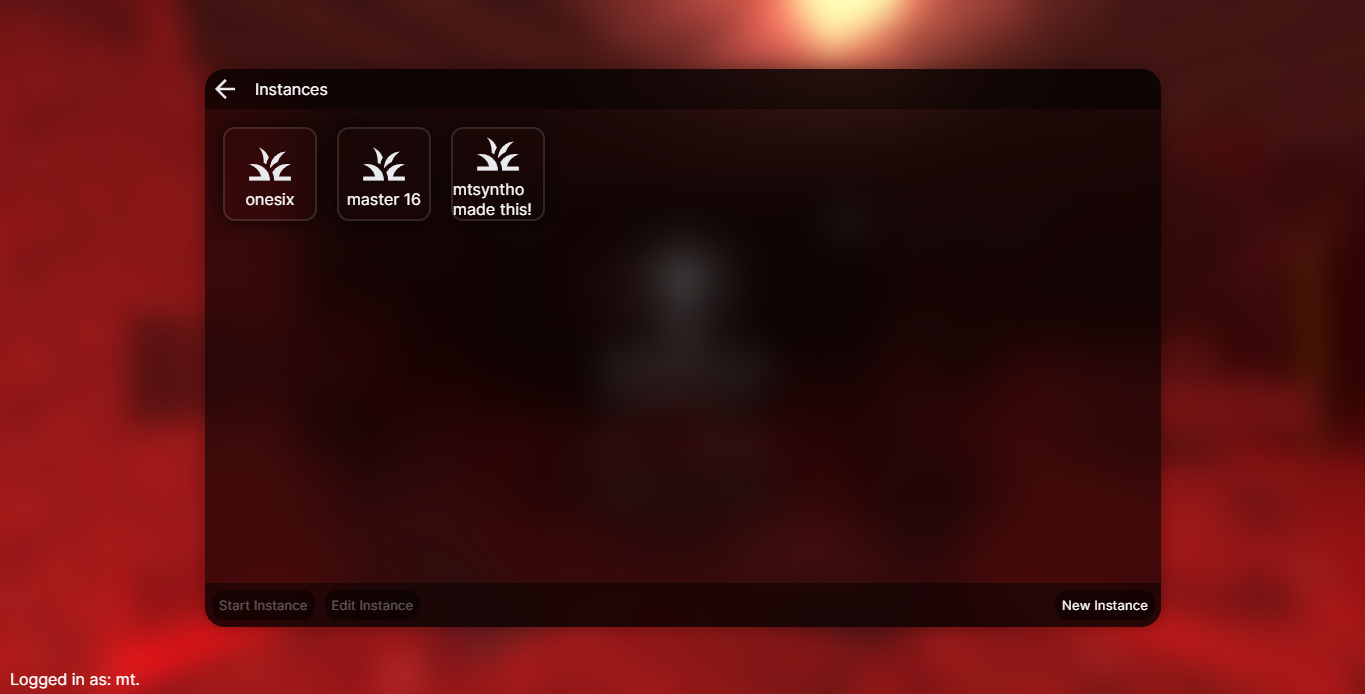 Instances
onesix
master 16
mtsyntho
made this!
Start Instance
Edit Instance
New Instance
Logged in as: mt.